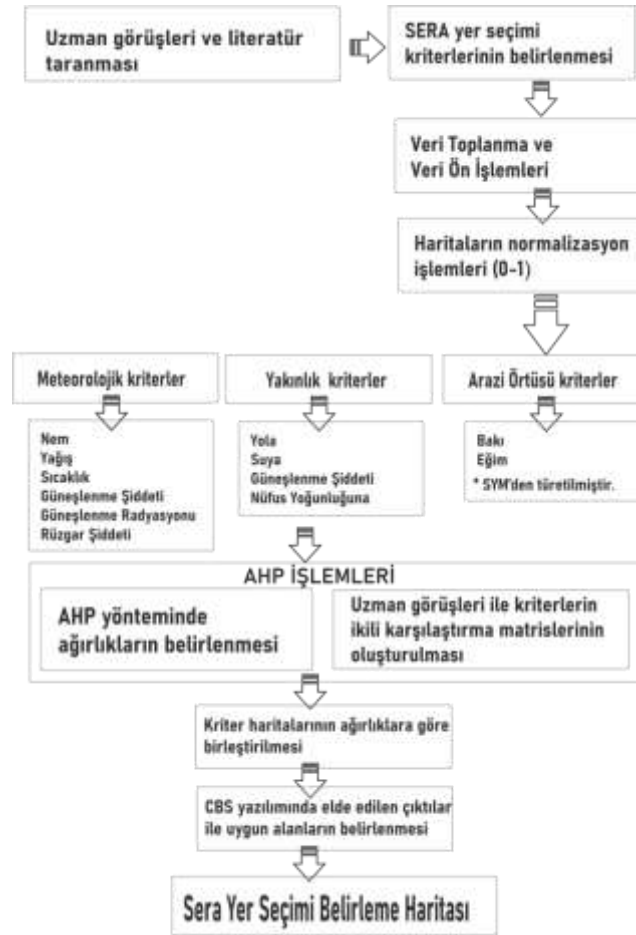 Uzman görüşleri ve literatür
taranması
SERA yer seçimi
kriterlerinin belirlenmesi
Veri Toplanma ve
Veri Ön İşlemleri
Haritaların normalizasyon
işlemleri (0-1)
Meteorolojik kriterler
Yakınlık kriterler
Arazi Örtüsü kriterler
Nem
Yağış
Sıcaklık
Güneşlenme Şiddeti
Güneşlenme Radyasyonu
Rüzgar Şiddeti
Yola
Suya
Güneşlenme Şiddeti
Nüfus Yoğunluğuna
Bakı
Eğim
* SYM'den türetilmiştir.
AHP İŞLEMLERİ
AHP yönteminde
ağırlıkların belirlenmesi
Uzman görüşleri ile kriterlerin
ikili karşılaştırma matrislerinin
oluşturulması
Kriter haritalarının ağırlıklara göre
birleştirilmesi
CBS yazılımında elde edilen çıktılar
ile uygun alanların belirlenmesi
Sera Yer Seçimi Belirleme Haritası